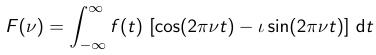 F(ν) = ∫_{-∞}^{∞} f(t) [cos(2πνt) − ι sin(2πνt)] dt